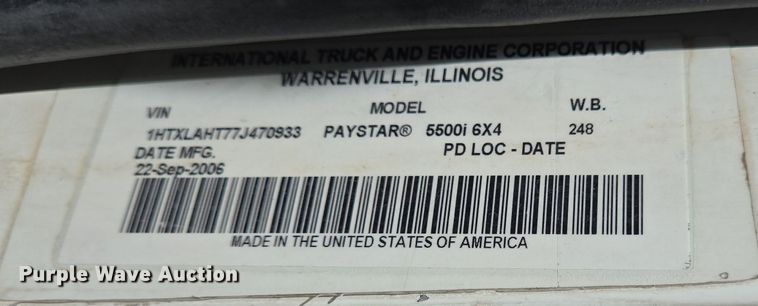 INTERNATIONAL TRUCK AND ENGINE CORPORATION
WARRENVILLE, ILLINOIS
VIN MODEL W.B.
1HTXLAHT77J470933 PAYSTAR® 5500i 6X4 248
DATE MFG. PD LOC - DATE
22-Sep-2006
MADE IN THE UNITED STATES OF AMERICA
Purple Wave Auction